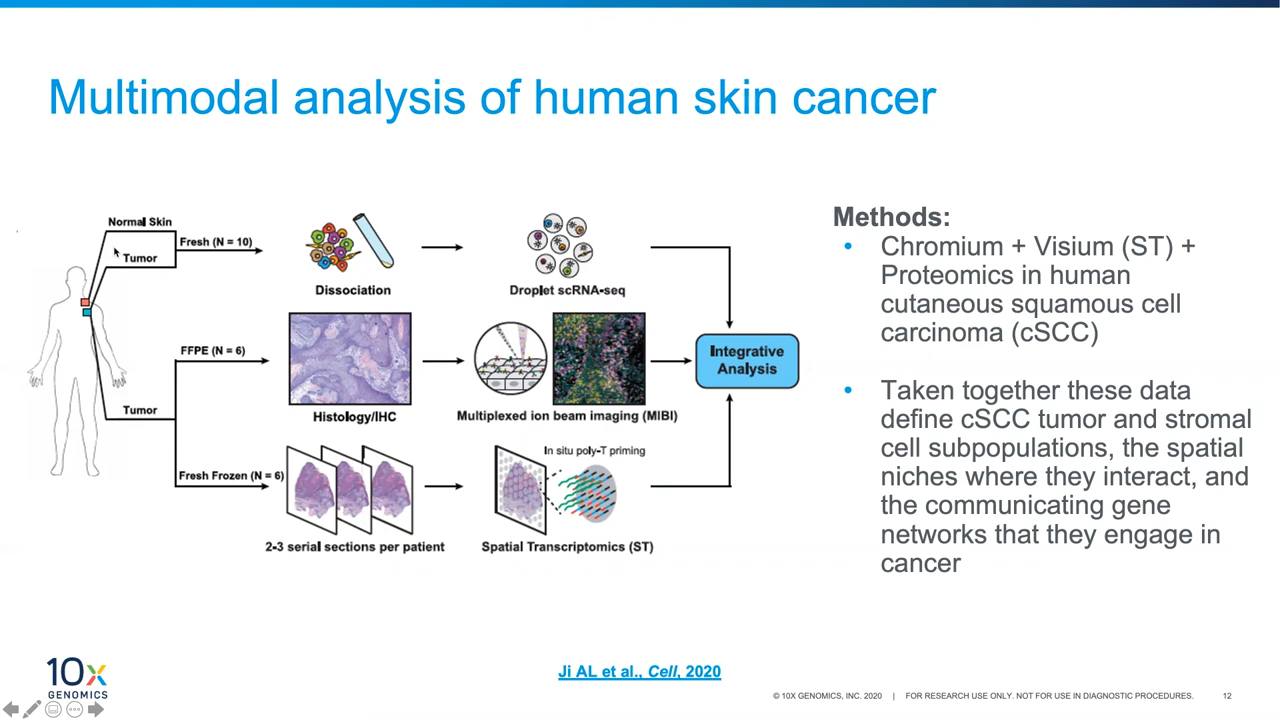 Multimodal analysis of human skin cancer
Normal Skin
Tumor
Fresh (N = 10)
Dissociation
Droplet scRNA-seq
FFPE (N = 6)
Histology/IHC
Multiplexed ion beam imaging (MIBI)
Integrative
Analysis
Tumor
Fresh Frozen (N = 6)
2-3 serial sections per patient
In situ poly-T priming
Spatial Transcriptomics (ST)
Methods:
• Chromium + Visium (ST) +
Proteomics in human
cutaneous squamous cell
carcinoma (cSCC)
• Taken together these data
define cSCC tumor and stromal
cell subpopulations, the spatial
niches where they interact, and
the communicating gene
networks that they engage in
cancer
10x
GENOMICS
Ji AL et al., Cell, 2020
© 10X GENOMICS, INC. 2020 | FOR RESEARCH USE ONLY. NOT FOR USE IN DIAGNOSTIC PROCEDURES. 12